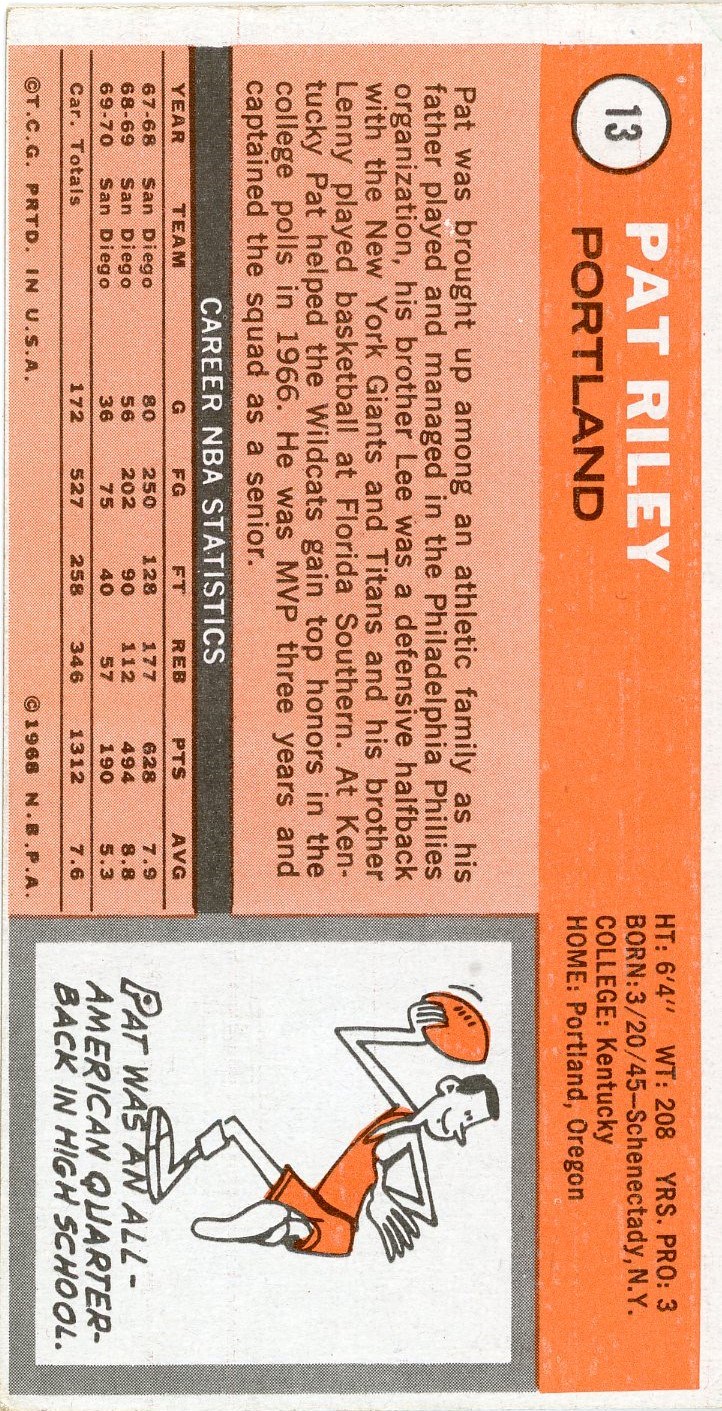 13
PAT RILEY
PORTLAND
HT: 6'4" WT: 208 YRS. PRO: 3
BORN: 3/20/45—Schenectady, N.Y.
COLLEGE: Kentucky
HOME: Portland, Oregon
Pat was brought up among an athletic family as his
father played and managed in the Philadelphia Phillies
organization, his brother Lee was a defensive halfback
with the New York Giants and Titans and his brother
Lenny played basketball at Florida Southern. At Ken-
tucky Pat helped the Wildcats gain top honors in the
college polls in 1966. He was MVP three years and
captained the squad as a senior.
CAREER NBA STATISTICS
YEAR TEAM G FG FT REB PTS AVG
67-68 San Diego 80 250 128 177 628 7.9
68-69 San Diego 56 202 90 112 494 8.8
69-70 San Diego 36 75 40 57 190 5.3
Car. Totals 172 527 258 346 1312 7.6
©T.C.G. PRTD. IN U.S.A. ©1968 N.B.P.A.
PAT WAS AN ALL-
AMERICAN QUARTER-
BACK IN HIGH SCHOOL.